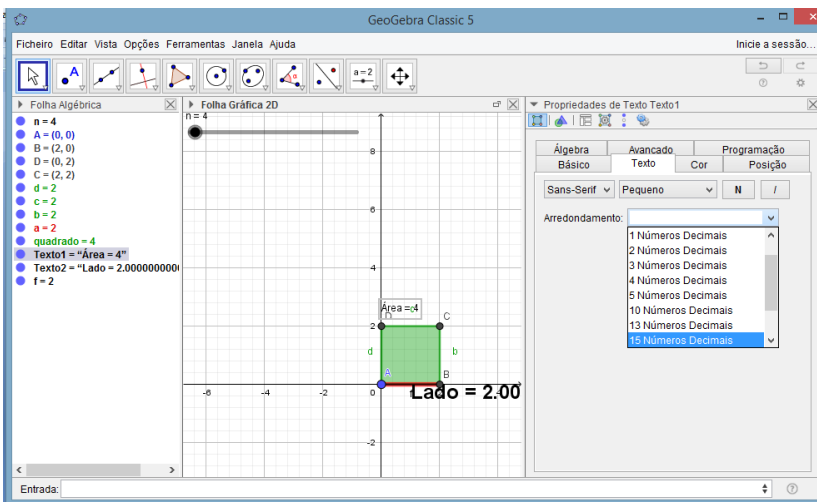 GeoGebra Classic 5
Ficheiro Editar Vista Opções Ferramentas Janela Ajuda
Inicie a sessão...
A
a=2
Folha Algébrica
n = 4
A = (0, 0)
B = (2, 0)
D = (0, 2)
C = (2, 2)
d = 2
c = 2
b = 2
a = 2
quadrado = 4
Texto1 = “Área = 4”
Texto2 = “Lado = 2.000000000
f = 2
Folha Gráfica 2D
n = 4
8
6
4
Área = 4
C
2
d
b
A
B
-6
-4
-2
0
Lado = 2.00
-2
Propriedades de Texto Texto1
Álgebra
Avançado
Programação
Básico
Texto
Cor
Posição
Sans-Serif
Pequeno
N
I
Arredondamento:
1 Números Decimais
2 Números Decimais
3 Números Decimais
4 Números Decimais
5 Números Decimais
10 Números Decimais
13 Números Decimais
15 Números Decimais
Entrada: